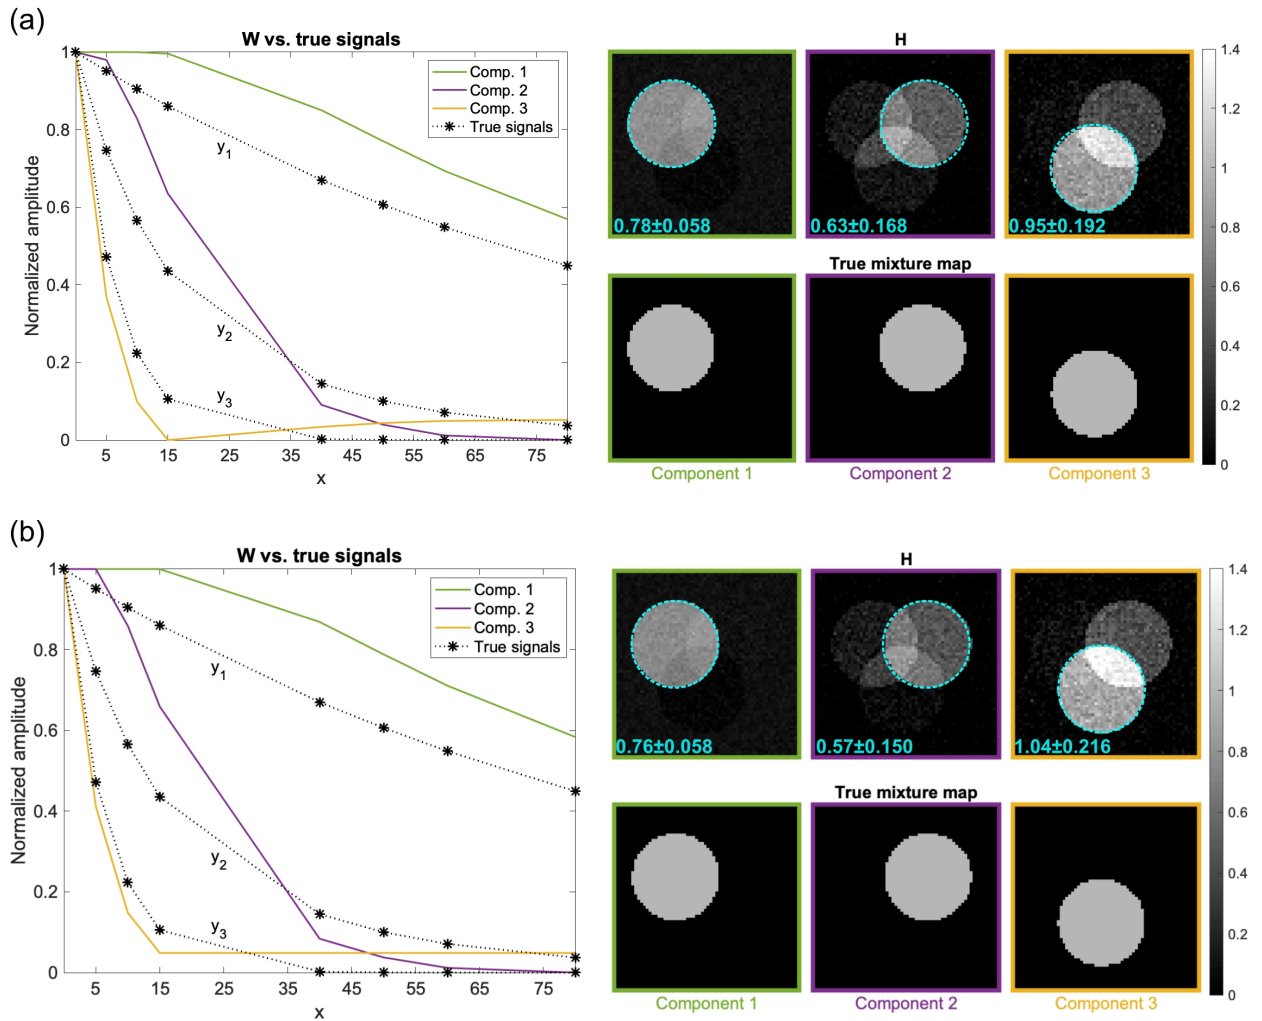 (a)
W vs. true signals
H
Comp. 1
Comp. 2
Comp. 3
True signals
Normalized amplitude
1
0.8
0.6
0.4
0.2
0
y1
y2
y3
5 15 25 35 45 55 65 75
x
0.78±0.058
0.63±0.168
0.95±0.192
True mixture map
Component 1
Component 2
Component 3
1.4
1.2
1
0.8
0.6
0.4
0.2
0
(b)
W vs. true signals
H
Comp. 1
Comp. 2
Comp. 3
True signals
Normalized amplitude
1
0.8
0.6
0.4
0.2
0
y1
y2
y3
5 15 25 35 45 55 65 75
x
0.76±0.058
0.57±0.150
1.04±0.216
True mixture map
Component 1
Component 2
Component 3
1.4
1.2
1
0.8
0.6
0.4
0.2
0